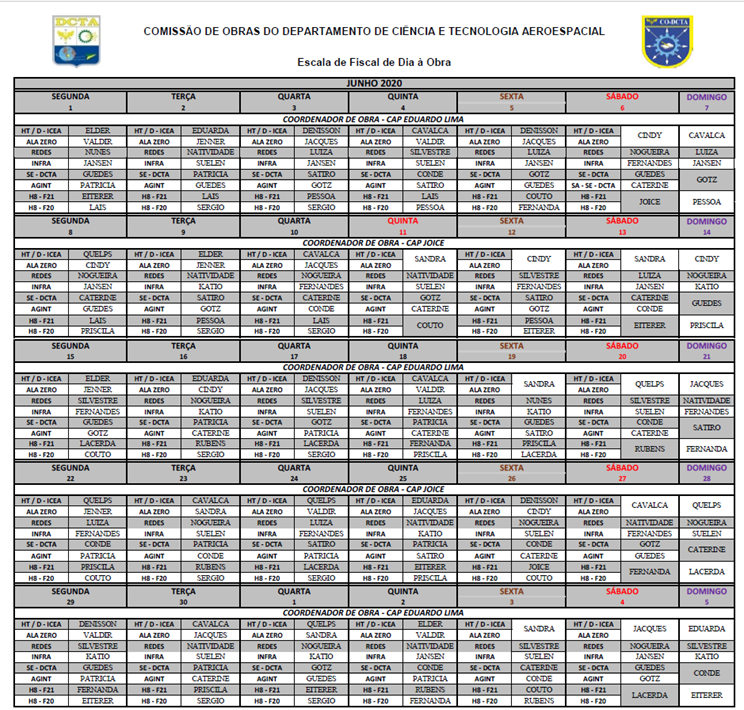 DCTA
CO-DCTA
COMISSÃO DE OBRAS DO DEPARTAMENTO DE CIÊNCIA E TECNOLOGIA AEROESPACIAL
Escala de Fiscal de Dia à Obra
JUNHO 2020
SEGUNDA TERÇA QUARTA QUINTA SEXTA SÁBADO DOMINGO
1 2 3 4 5 6 7
COORDENADOR DE OBRA - CAP EDUARDO LIMA
HT / D - ICEA ELDER HT / D - ICEA EDUARDA HT / D - ICEA DENISSON HT / D - ICEA CAVALCA HT / D - ICEA DENISSON HT / D - ICEA CINDY CAVALCA
ALA ZERO VALDIR ALA ZERO JENNER ALA ZERO JACQUES ALA ZERO VALDIR ALA ZERO JACQUES ALA ZERO
REDES NUNES REDES NATIVIDADE REDES LUIZA REDES SILVESTRE REDES LUIZA REDES NOGUEIRA LUIZA
INFRA JANSEN INFRA SUELEN INFRA JANSEN INFRA SUELEN INFRA JANSEN INFRA FERNANDES JANSEN
SE - DCTA GUEDES SE - DCTA PATRICIA SE - DCTA SATIRO SE - DCTA CONDE SE - DCTA GOTZ SE - DCTA GUEDES GOTZ
AGINT PATRICIA AGINT GUEDES AGINT GOTZ AGINT SATIRO AGINT GUEDES SA - SE - DCTA CATERINE
H8 - F21 EITERER H8 - F21 LAIS H8 - F21 PESSOA H8 - F21 LAIS H8 - F21 COUTO H8 - F21 JOICE PESSOA
H8 - F20 LAIS H8 - F20 SERGIO H8 - F20 SERGIO H8 - F20 PESSOA H8 - F20 FERNANDA H8 - F20
SEGUNDA TERÇA QUARTA QUINTA SEXTA SÁBADO DOMINGO
8 9 10 11 12 13 14
COORDENADOR DE OBRA - CAP JOICE
HT / D - ICEA QUELPS HT / D - ICEA ELDER HT / D - ICEA CAVALCA HT / D - ICEA SANDRA HT / D - ICEA CINDY HT / D - ICEA SANDRA CINDY
ALA ZERO CINDY ALA ZERO JENNER ALA ZERO JACQUES ALA ZERO ALA ZERO ALA ZERO
REDES NOGUEIRA REDES NATIVIDADE REDES NOGUEIRA REDES NATIVIDADE REDES SILVESTRE REDES LUIZA NOGUEIRA
INFRA JANSEN INFRA KATIO INFRA FERNANDES INFRA SUELEN INFRA FERNANDES INFRA JANSEN KATIO
SE - DCTA CATERINE SE - DCTA SATIRO SE - DCTA CATERINE SE - DCTA GOTZ SE - DCTA SATIRO SE - DCTA CATERINE GUEDES
AGINT GUEDES AGINT GOTZ AGINT CONDE AGINT CATERINE AGINT GOTZ AGINT CONDE
H8 - F21 LAIS H8 - F21 PESSOA H8 - F21 LAIS H8 - F21 COUTO H8 - F21 PESSOA H8 - F21 EITERER PRISCILA
H8 - F20 PRISCILA H8 - F20 SERGIO H8 - F20 SERGIO H8 - F20 H8 - F20 EITERER H8 - F20
SEGUNDA TERÇA QUARTA QUINTA SEXTA SÁBADO DOMINGO
15 16 17 18 19 20 21
COORDENADOR DE OBRA - CAP EDUARDO LIMA
HT / D - ICEA ELDER HT / D - ICEA EDUARDA HT / D - ICEA DENISSON HT / D - ICEA CAVALCA HT / D - ICEA SANDRA HT / D - ICEA QUELPS JACQUES
ALA ZERO JENNER ALA ZERO CINDY ALA ZERO JACQUES ALA ZERO VALDIR ALA ZERO ALA ZERO
REDES SILVESTRE REDES NOGUEIRA REDES SILVESTRE REDES LUIZA REDES NUNES REDES SILVESTRE NATIVIDADE
INFRA FERNANDES INFRA KATIO INFRA SUELEN INFRA FERNANDES INFRA KATIO INFRA SUELEN FERNANDES
SE - DCTA GUEDES SE - DCTA PATRICIA SE - DCTA GOTZ SE - DCTA PATRICIA SE - DCTA GUEDES SE - DCTA CONDE SATIRO
AGINT GOTZ AGINT CATERINE AGINT PATRICIA AGINT CATERINE AGINT SATIRO AGINT CATERINE
H8 - F21 LACERDA H8 - F21 RUBENS H8 - F21 LACERDA H8 - F21 FERNANDA H8 - F21 PRISCILA H8 - F21 RUBENS FERNANDA
H8 - F20 COUTO H8 - F20 SERGIO H8 - F20 SERGIO H8 - F20 PRISCILA H8 - F20 LACERDA H8 - F20
SEGUNDA TERÇA QUARTA QUINTA SEXTA SÁBADO DOMINGO
22 23 24 25 26 27 28
COORDENADOR DE OBRA - CAP JOICE
HT / D - ICEA QUELPS HT / D - ICEA CAVALCA HT / D - ICEA QUELPS HT / D - ICEA EDUARDA HT / D - ICEA DENISSON HT / D - ICEA CAVALCA QUELPS
ALA ZERO JENNER ALA ZERO SANDRA ALA ZERO VALDIR ALA ZERO JACQUES ALA ZERO CINDY ALA ZERO
REDES LUIZA REDES NOGUEIRA REDES LUIZA REDES NATIVIDADE REDES NOGUEIRA REDES NATIVIDADE NOGUEIRA
INFRA FERNANDES INFRA SUELEN INFRA FERNANDES INFRA KATIO INFRA SUELEN INFRA FERNANDES SUELEN
SE - DCTA CONDE SE - DCTA PATRICIA SE - DCTA SATIRO SE - DCTA PATRICIA SE - DCTA CONDE SE - DCTA GOTZ CATERINE
AGINT PATRICIA AGINT CONDE AGINT PATRICIA AGINT SATIRO AGINT CATERINE AGINT GUEDES
H8 - F21 PRISCILA H8 - F21 RUBENS H8 - F21 LACERDA H8 - F21 EITERER H8 - F21 JOICE H8 - F21 FERNANDA LACERDA
H8 - F20 COUTO H8 - F20 SERGIO H8 - F20 SERGIO H8 - F20 PRISCILA H8 - F20 COUTO H8 - F20
SEGUNDA TERÇA QUARTA QUINTA SEXTA SÁBADO DOMINGO
29 30 1 2 3 4 5
COORDENADOR DE OBRA - CAP EDUARDO LIMA
HT / D - ICEA DENISSON HT / D - ICEA CAVALCA HT / D - ICEA QUELPS HT / D - ICEA ELDER HT / D - ICEA SANDRA HT / D - ICEA JACQUES EDUARDA
ALA ZERO VALDIR ALA ZERO JACQUES ALA ZERO SANDRA ALA ZERO VALDIR ALA ZERO ALA ZERO
REDES SILVESTRE REDES NATIVIDADE REDES NOGUEIRA REDES NATIVIDADE REDES SILVESTRE REDES NOGUEIRA SILVESTRE
INFRA KATIO INFRA SUELEN INFRA KATIO INFRA JANSEN INFRA SUELEN INFRA JANSEN KATIO
SE - DCTA GUEDES SE - DCTA PATRICIA SE - DCTA GOTZ SE - DCTA CONDE SE - DCTA CATERINE SE - DCTA GUEDES CONDE
AGINT PATRICIA AGINT CATERINE AGINT GUEDES AGINT PATRICIA AGINT CONDE AGINT GOTZ
H8 - F21 FERNANDA H8 - F21 PRISCILA H8 - F21 EITERER H8 - F21 RUBENS H8 - F21 COUTO H8 - F21 LACERDA EITERER
H8 - F20 EITERER H8 - F20 SERGIO H8 - F20 SERGIO H8 - F20 FERNANDA H8 - F20 RUBENS H8 - F20